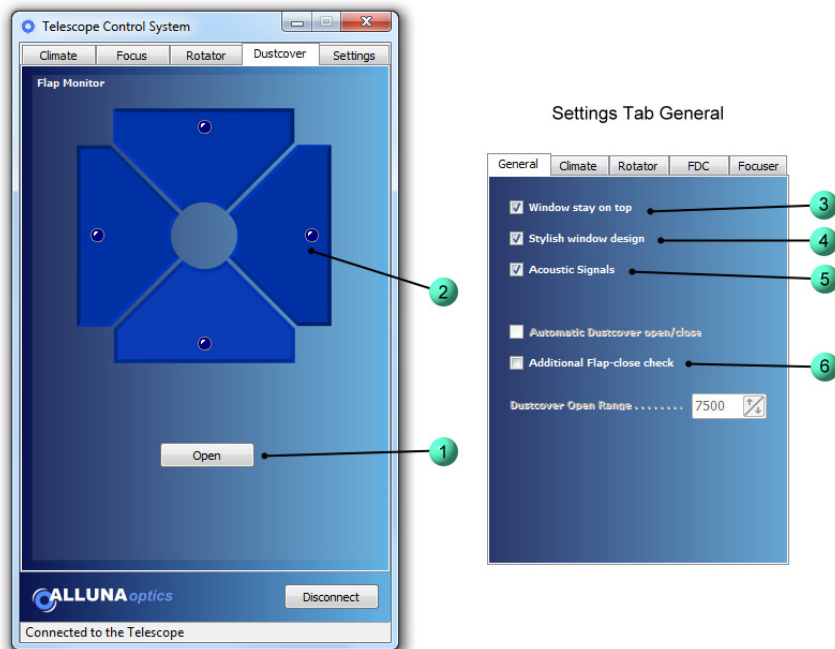 Telescope Control System
Climate Focus Rotator Dustcover Settings
Flap Monitor
2
Open
1
ALLUNA optics
Disconnect
Connected to the Telescope
Settings Tab General
General Climate Rotator FDC Focuser
Window stay on top
3
Stylish window design
4
Acoustic Signals
5
Automatic Dustcover open/close
Additional Flap-close check
6
Dustcover Open Range ........ 7500